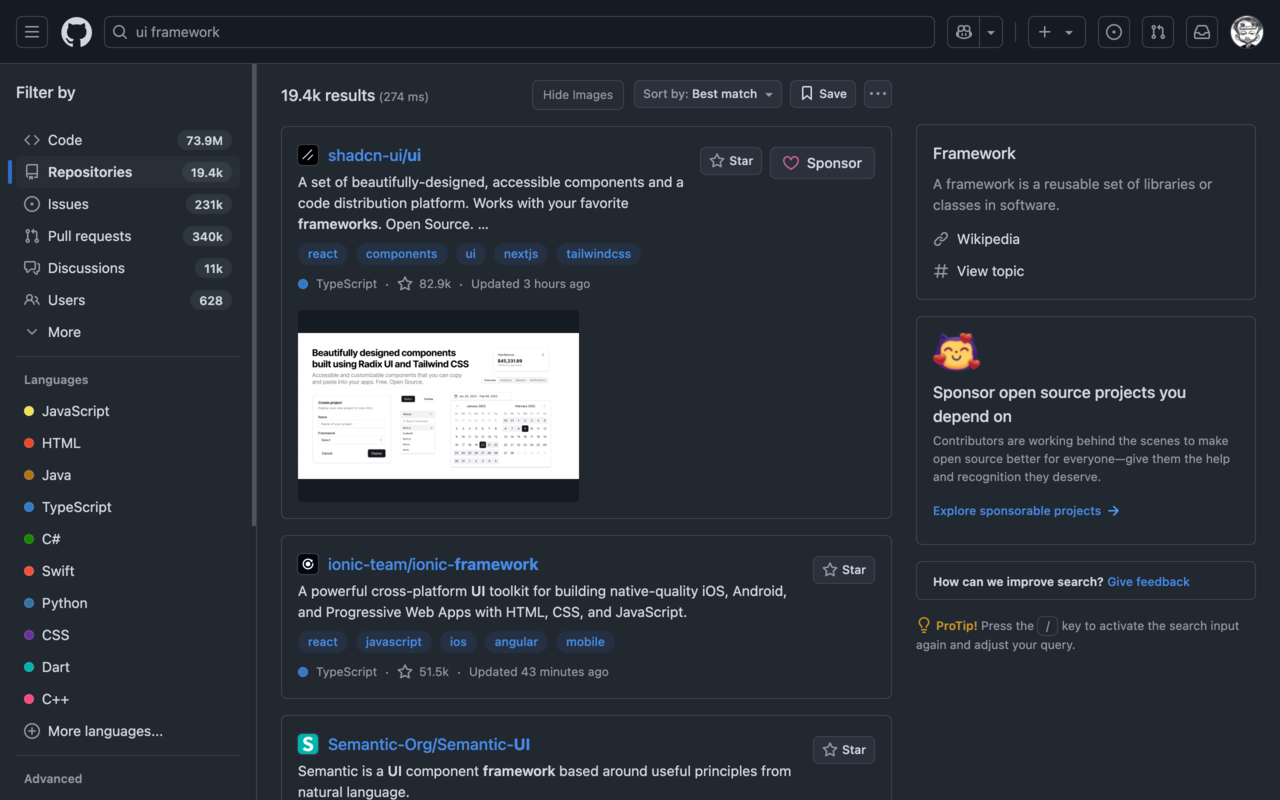 ui framework
Filter by
Code 73.9M
Repositories 19.4k
Issues 231k
Pull requests 340k
Discussions 11k
Users 628
More
Languages
JavaScript
HTML
Java
TypeScript
C#
Swift
Python
CSS
Dart
C++
More languages...
Advanced
19.4k results (274 ms)
Hide Images
Sort by: Best match
Save
shadcn-ui/ui
Star
Sponsor
A set of beautifully-designed, accessible components and a
code distribution platform. Works with your favorite
frameworks. Open Source. ...
react components ui nextjs tailwindcss
TypeScript · 82.9k · Updated 3 hours ago
Beautifully designed components
built using Radix UI and Tailwind CSS
Accessible and customizable components that you can copy
and paste into your apps. Free. Open Source.
$45,231.89
Create project
ionic-team/ionic-framework
Star
A powerful cross-platform UI toolkit for building native-quality iOS, Android,
and Progressive Web Apps with HTML, CSS, and JavaScript.
react javascript ios angular mobile
TypeScript · 51.5k · Updated 43 minutes ago
Semantic-Org/Semantic-UI
Star
Semantic is a UI component framework based around useful principles from
natural language.
Framework
A framework is a reusable set of libraries or
classes in software.
Wikipedia
View topic
Sponsor open source projects you
depend on
Contributors are working behind the scenes to make
open source better for everyone—give them the help
and recognition they deserve.
Explore sponsorable projects →
How can we improve search? Give feedback
ProTip! Press the / key to activate the search input
again and adjust your query.